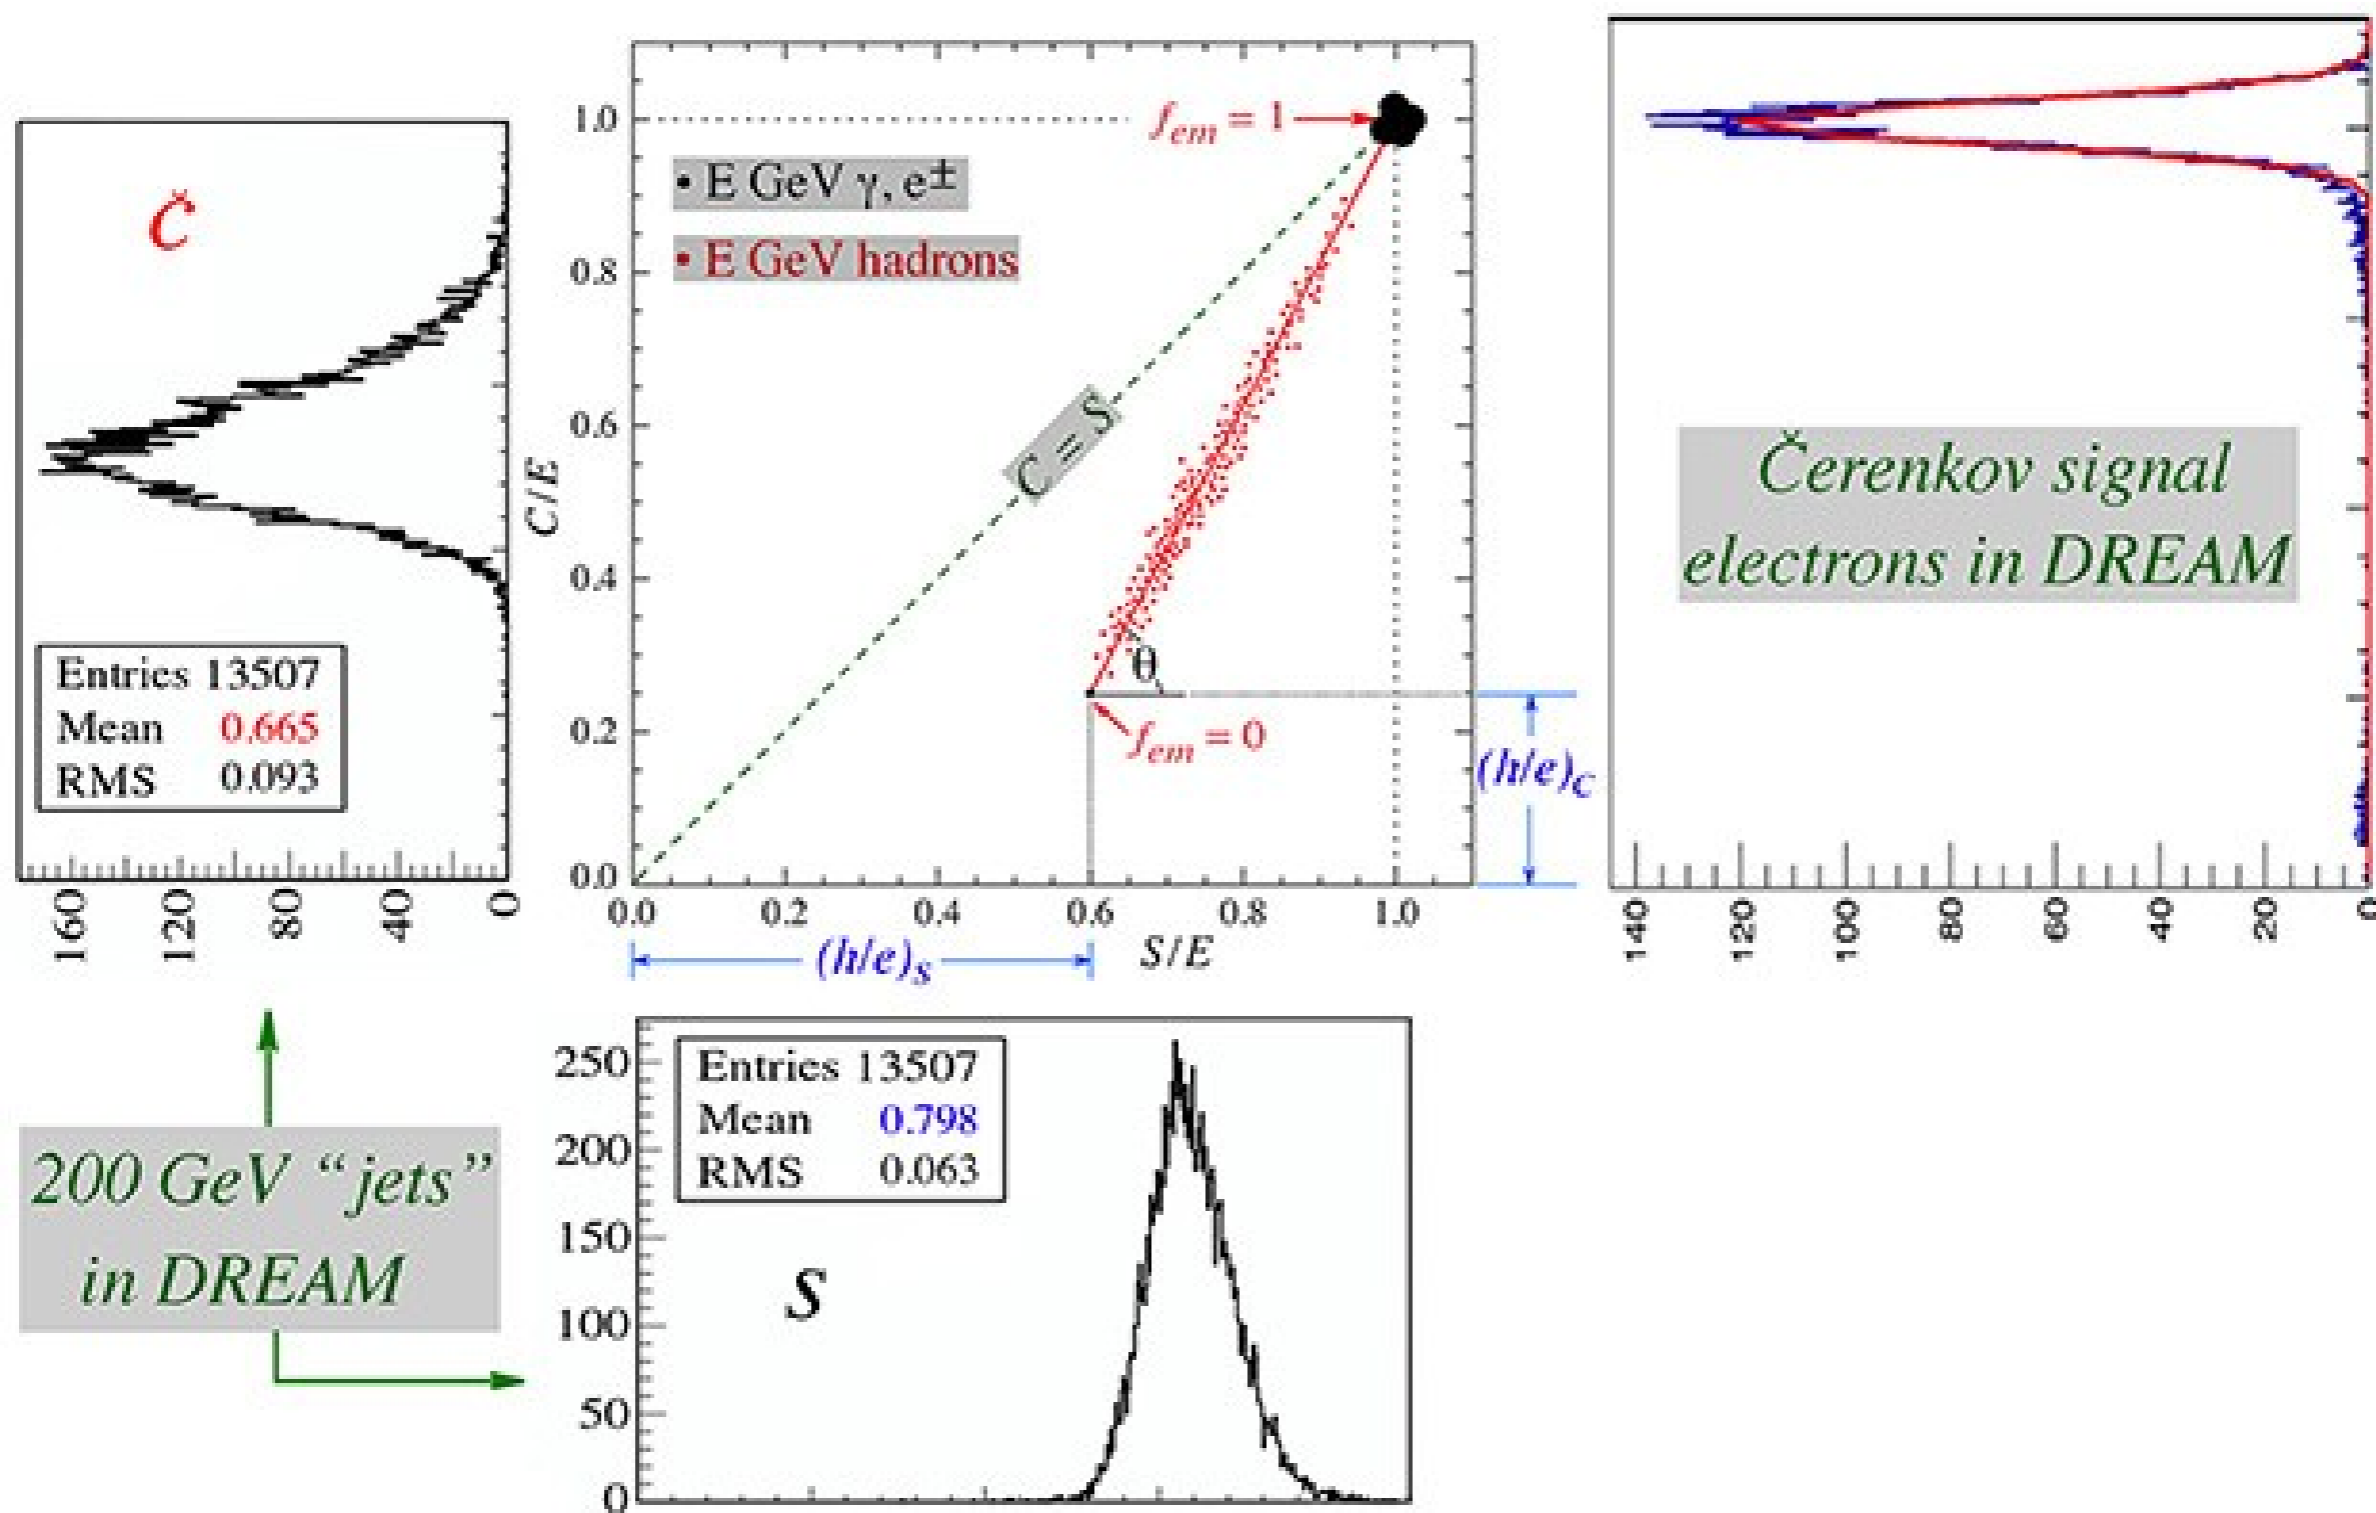 Č
Entries 13507
Mean 0.665
RMS 0.093
160 120 80 40 0
C/E
1.0
0.8
0.6
0.4
0.2
0.0
f_em = 1
• E GeV γ, e±
• E GeV hadrons
C = S
θ
f_em = 0
(h/e)_C
0.0 0.2 0.4 0.6 0.8 1.0
(h/e)_S
S/E
Čerenkov signal
electrons in DREAM
140 120 100 80 60 40 20 0
200 GeV “jets”
in DREAM
250
200
150
100
50
0
Entries 13507
Mean 0.798
RMS 0.063
S